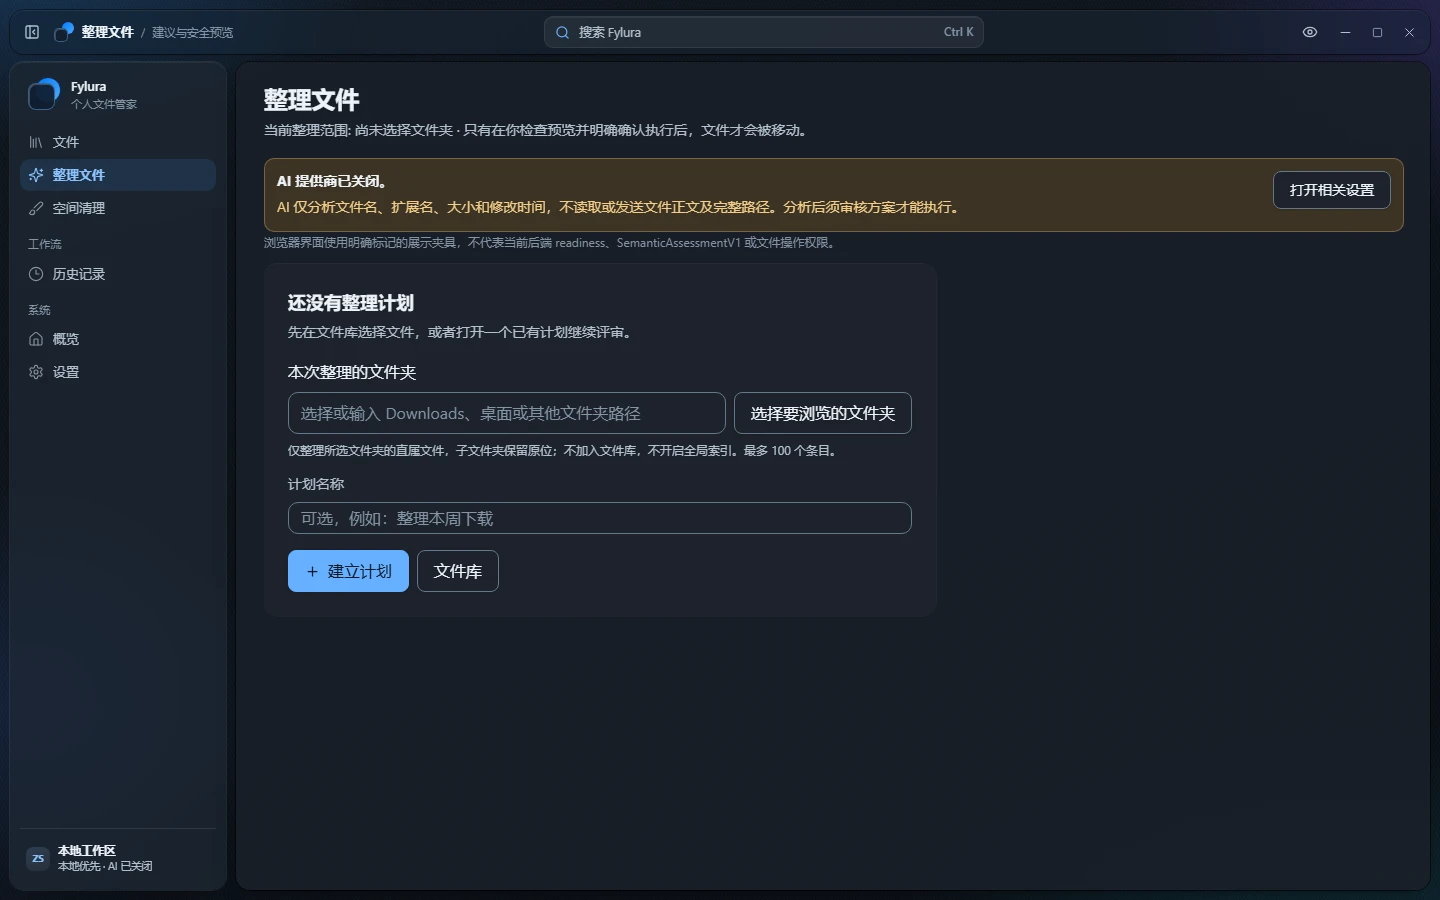 整理文件 / 建议与安全预览
搜索 Fylura
Ctrl K
Fylura
个人文件管家
文件
整理文件
空间清理
工作流
历史记录
系统
概览
设置
ZS
本地工作区
本地优先 · AI 已关闭
整理文件
当前整理范围: 尚未选择文件夹 · 只有在你检查预览并明确确认执行后，文件才会被移动。
AI 提供商已关闭。
AI 仅分析文件名、扩展名、大小和修改时间，不读取或发送文件正文及完整路径。分析后须审核方案才能执行。
打开相关设置
浏览器界面使用明确标记的展示夹具，不代表当前后端 readiness、SemanticAssessmentV1 或文件操作权限。
还没有整理计划
先在文件库选择文件，或者打开一个已有计划继续评审。
本次整理的文件夹
选择或输入 Downloads、桌面或其他文件夹路径
选择要浏览的文件夹
仅整理所选文件夹的直属文件，子文件夹保留原位；不加入文件库，不开启全局索引。最多 100 个条目。
计划名称
可选，例如：整理本周下载
+ 建立计划
文件库